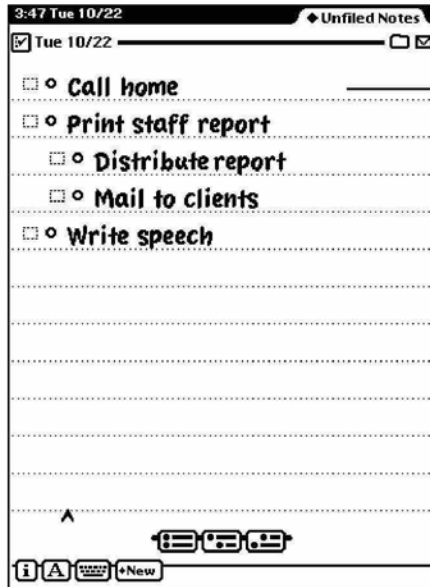 3:47 Tue 10/22
◆Unfiled Notes
Tue 10/22
Call home
Print staff report
Distribute report
Mail to clients
Write speech
i A ◆New